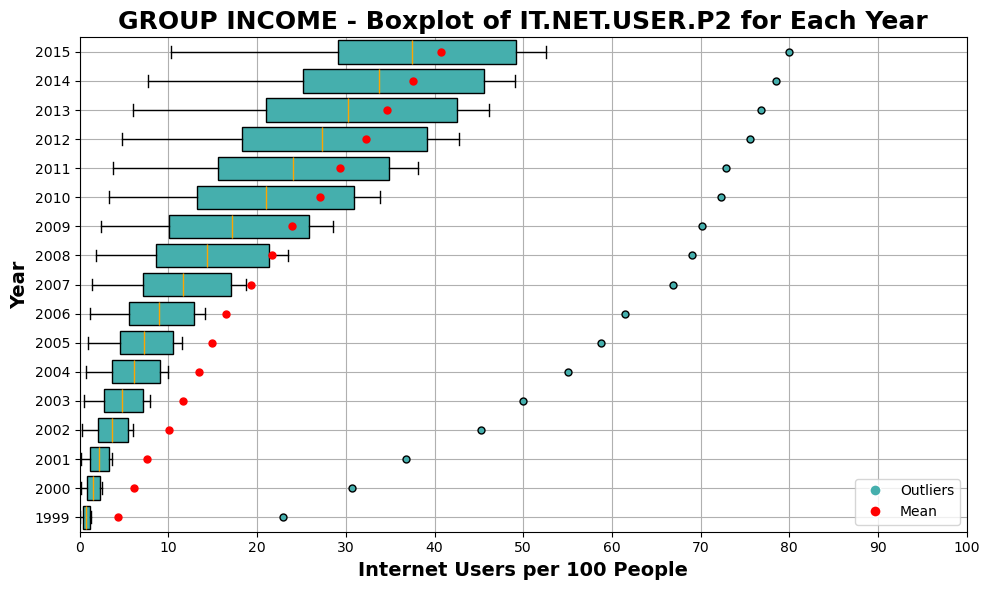 GROUP INCOME - Boxplot of IT.NET.USER.P2 for Each Year
2015
2014
2013
2012
2011
2010
2009
2008
2007
2006
2005
2004
2003
2002
2001
2000
1999
Year
Outliers
Mean
0 10 20 30 40 50 60 70 80 90 100
Internet Users per 100 People